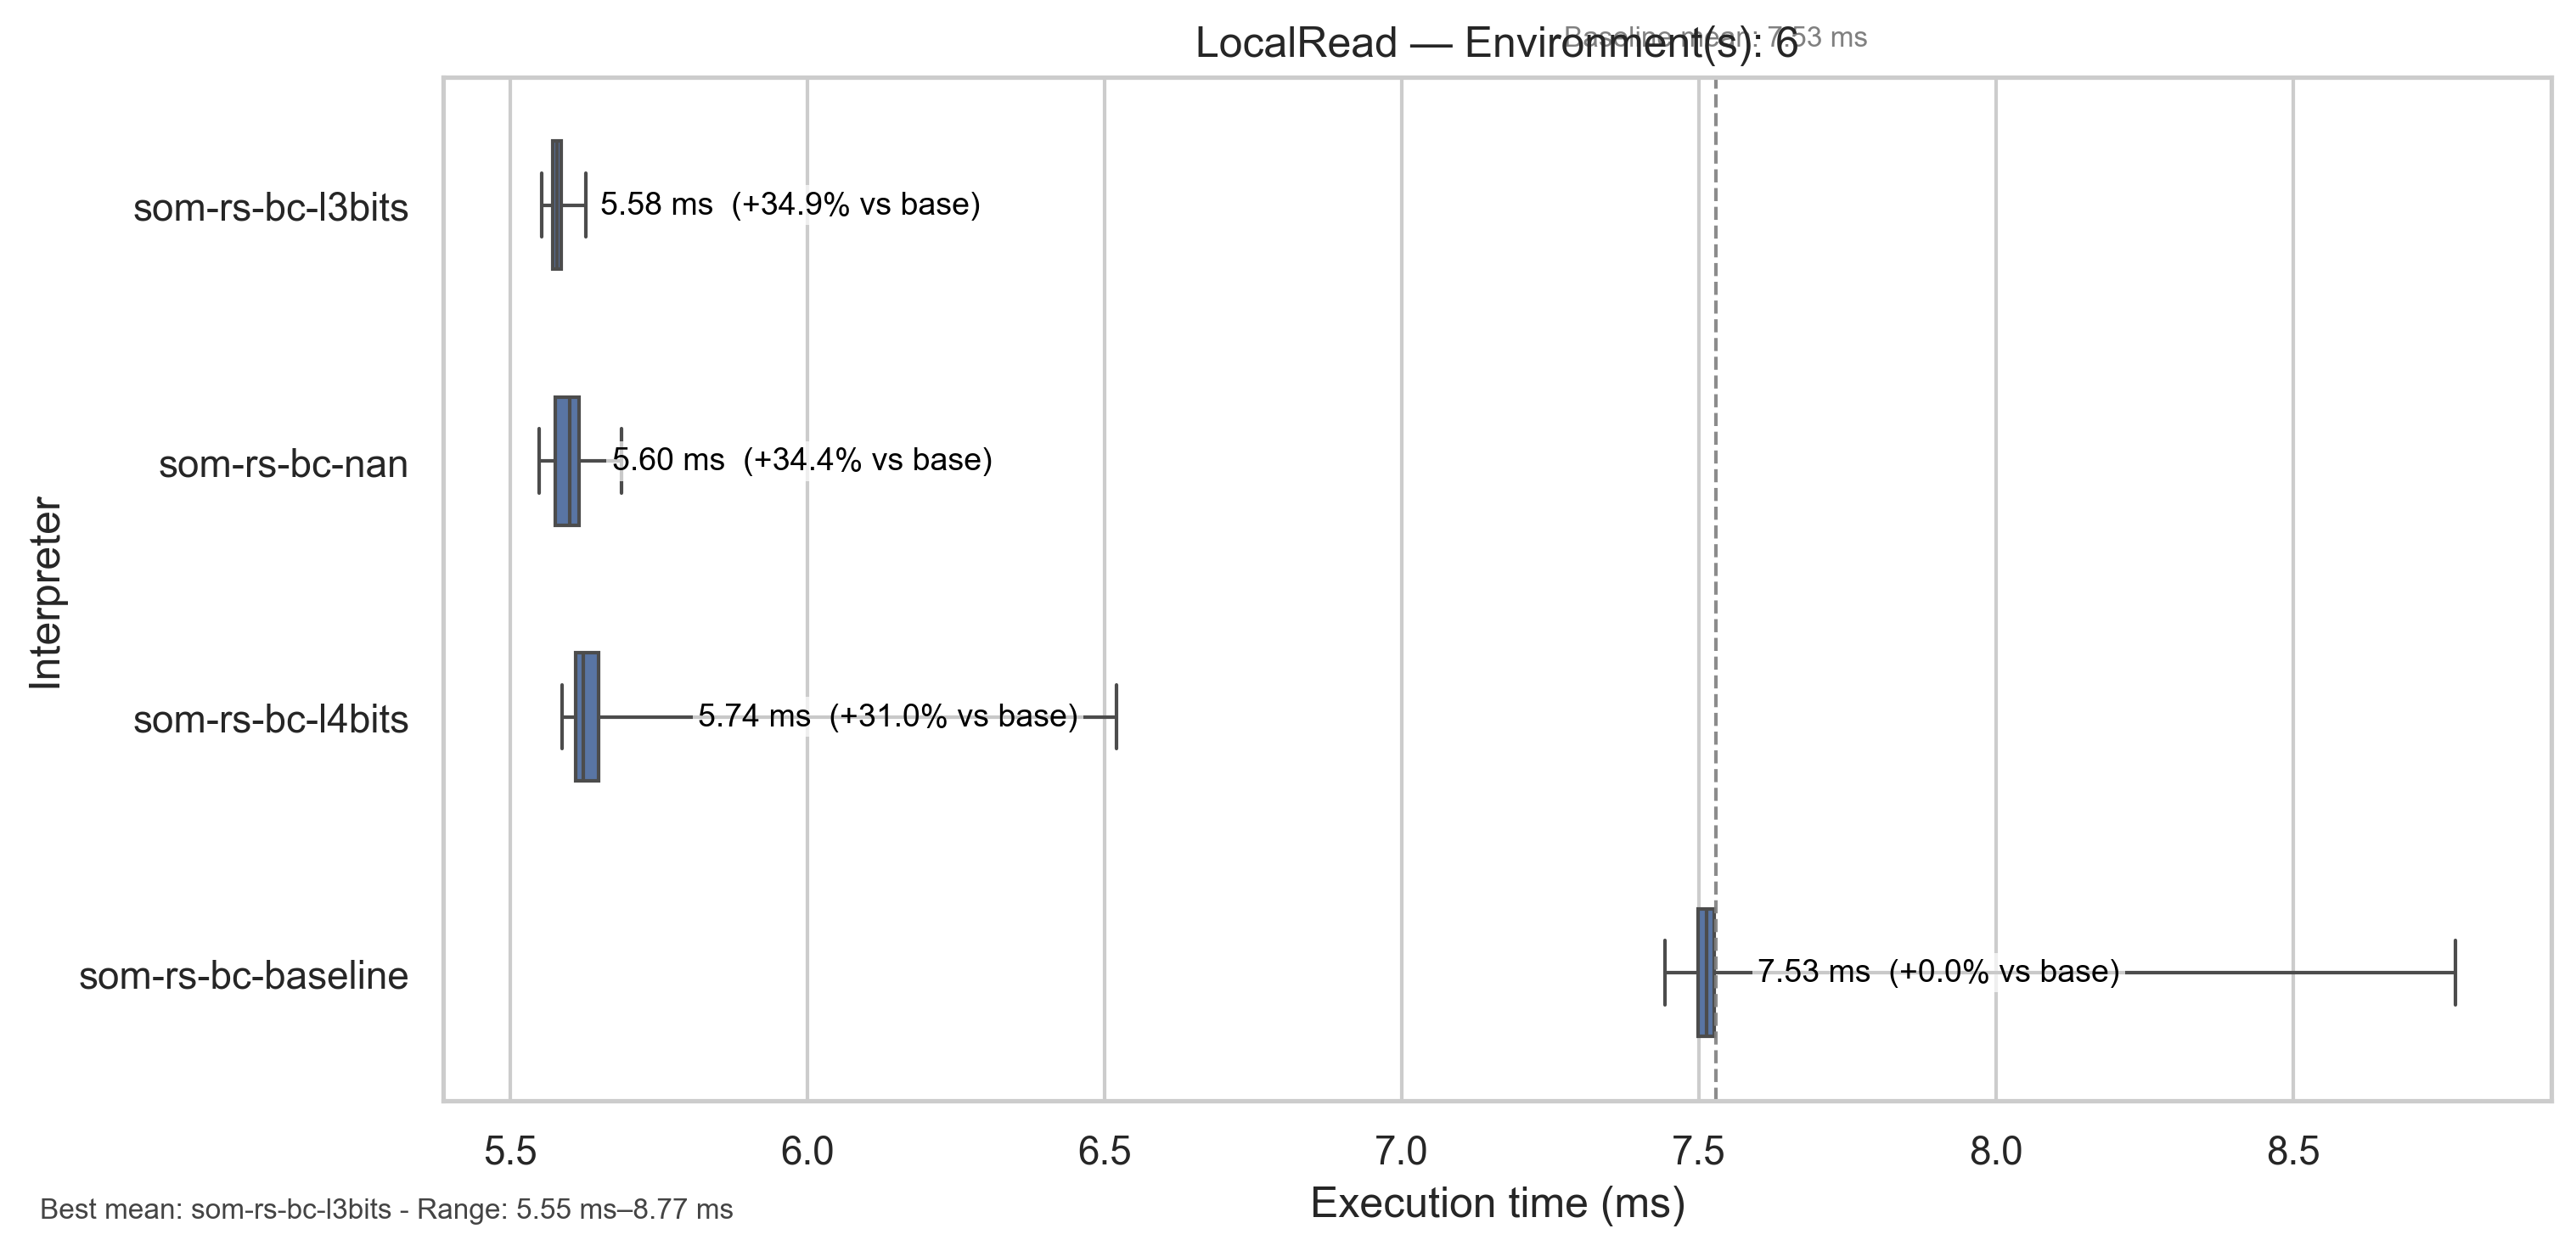 LocalRead — Environment(s): 6
Baseline mean: 7.53 ms
Interpreter
som-rs-bc-l3bits
5.58 ms (+34.9% vs base)
som-rs-bc-nan
5.60 ms (+34.4% vs base)
som-rs-bc-l4bits
5.74 ms (+31.0% vs base)
som-rs-bc-baseline
7.53 ms (+0.0% vs base)
5.5 6.0 6.5 7.0 7.5 8.0 8.5
Execution time (ms)
Best mean: som-rs-bc-l3bits - Range: 5.55 ms–8.77 ms